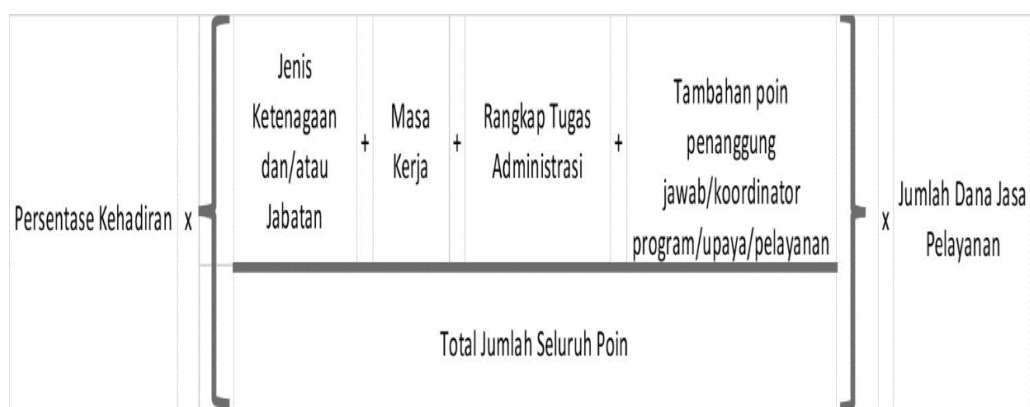 Persentase Kehadiran x
Jenis
Ketenagaan
dan/atau
Jabatan
+
Masa
Kerja
+
Rangkap Tugas
Administrasi
+
Tambahan poin
penanggung
jawab/koordinator
program/upaya/pelayanan
Total Jumlah Seluruh Poin
x
Jumlah Dana Jasa
Pelayanan